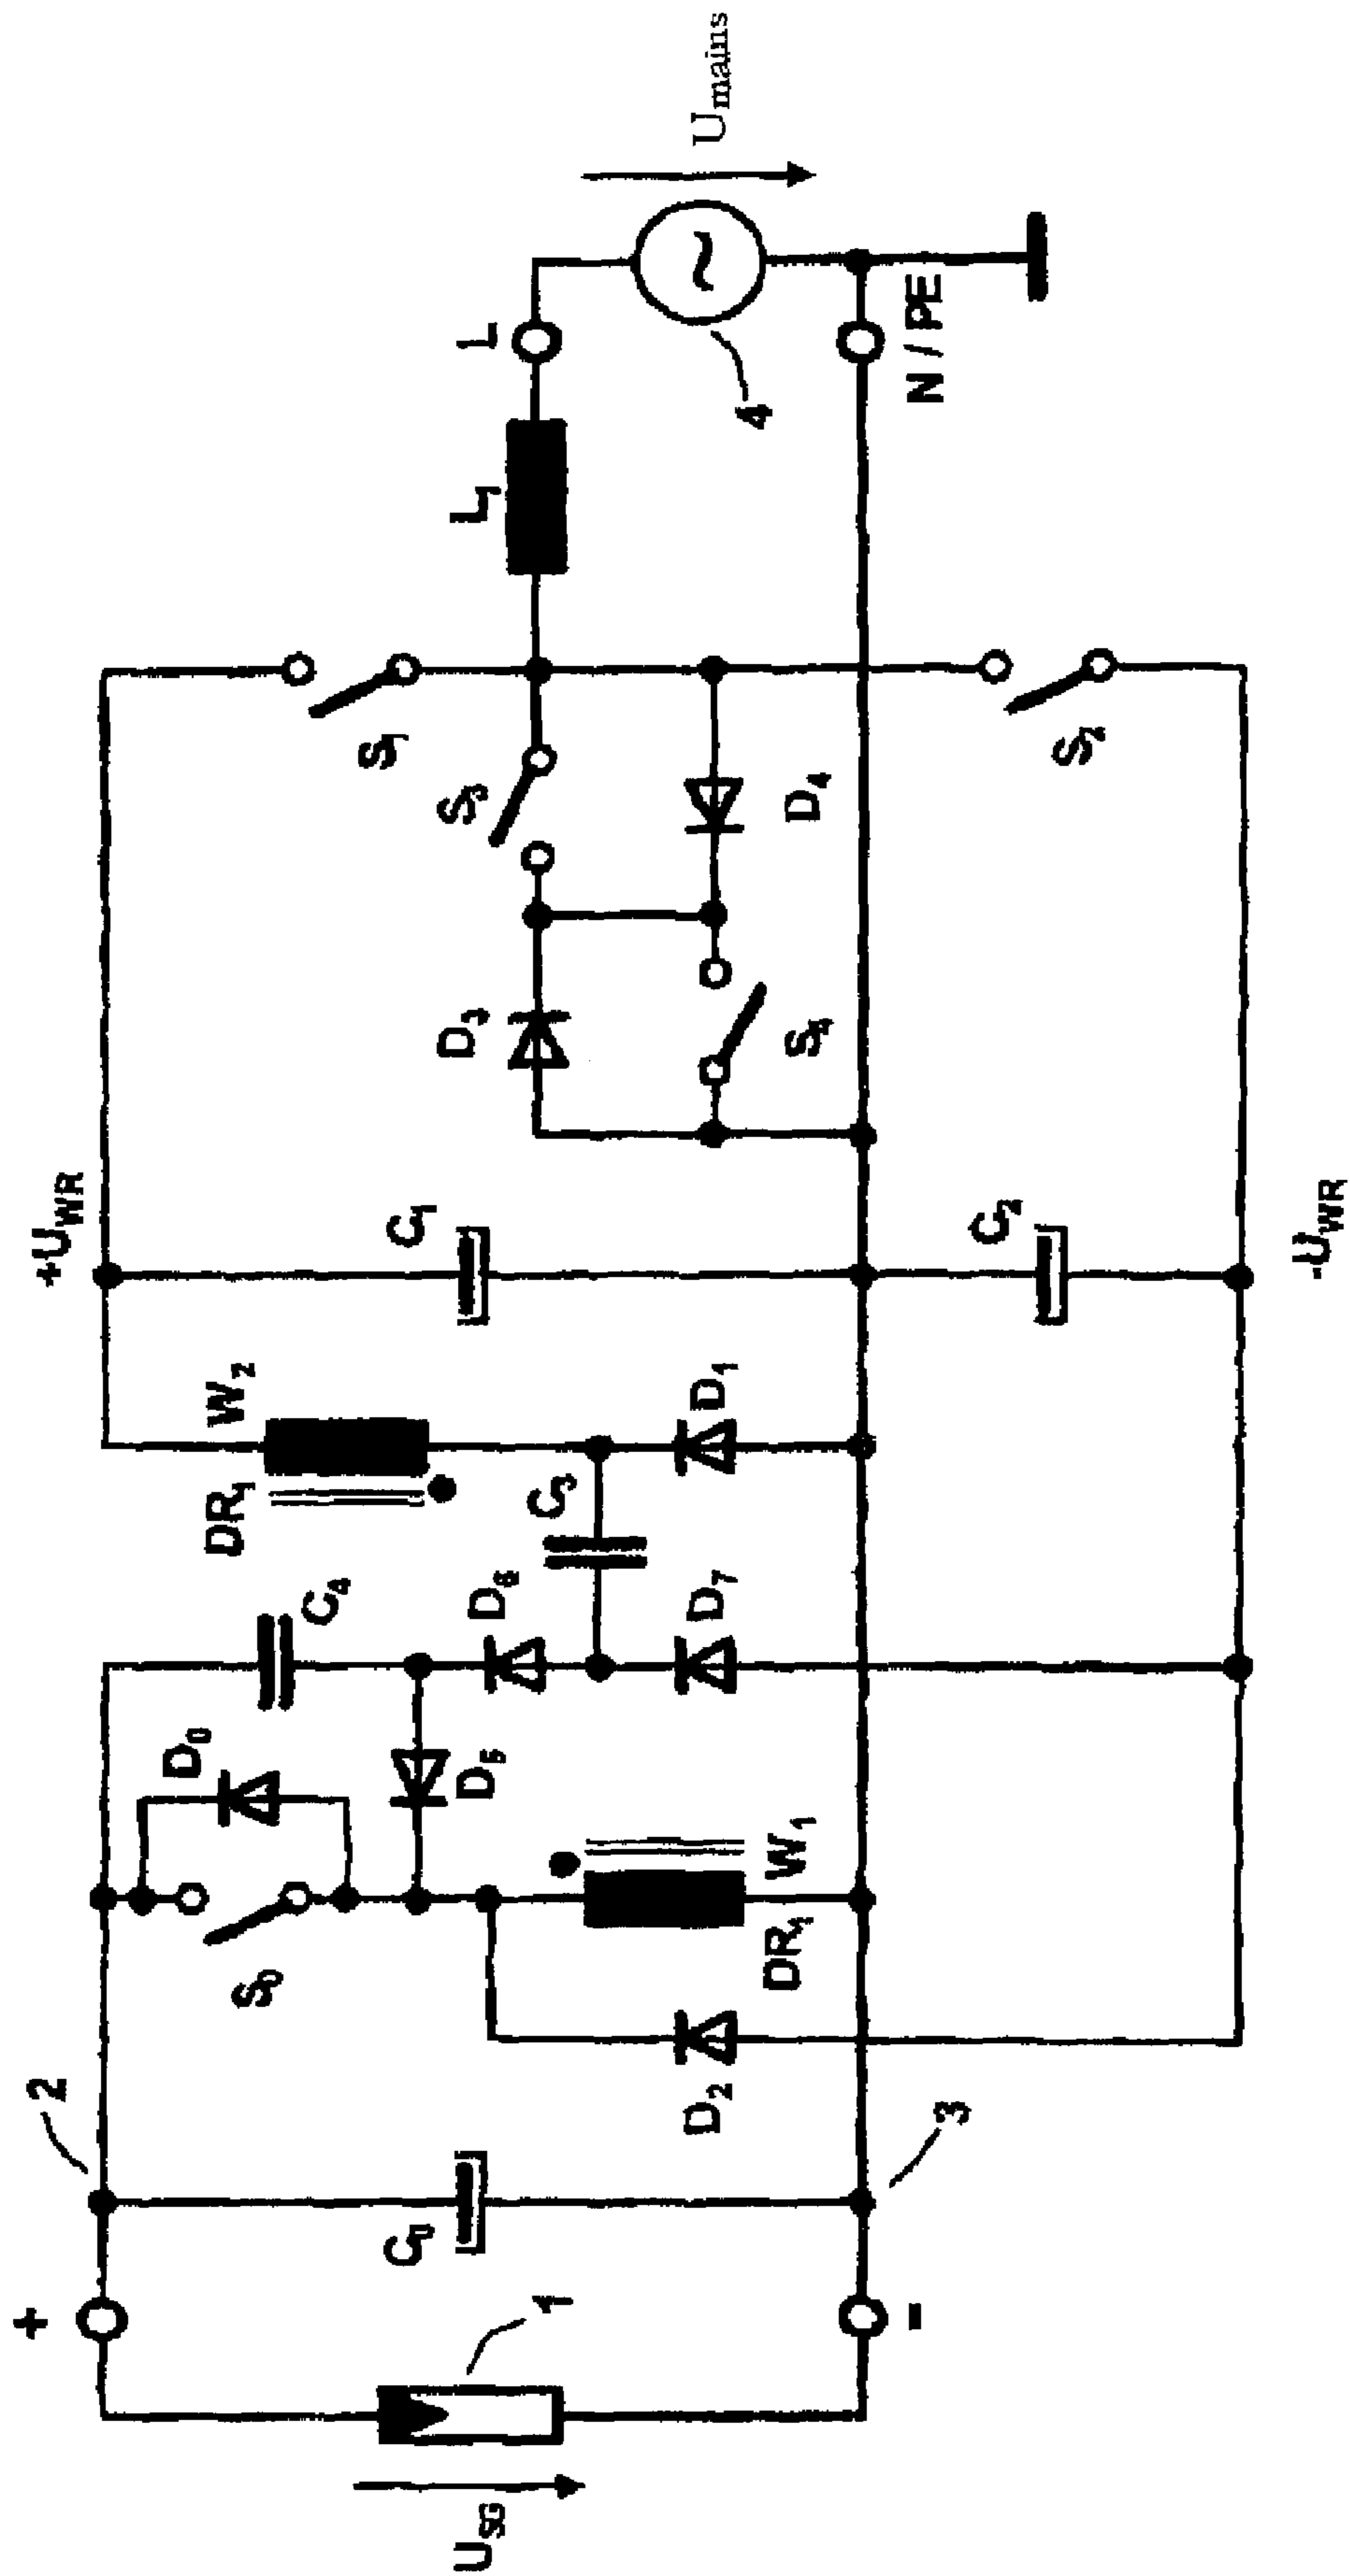 +U_WR
-U_WR
U_SG
1
+
-
2
3
C_0
S_0
D_0
D_2
DR_1 W_1
D_5
C_4
D_6
D_7
C_3
DR_1 W_2
D_1
C_1
C_2
D_3
S_4
S_3
D_4
S_1
S_2
L_1
L
N / PE
4
U_mains